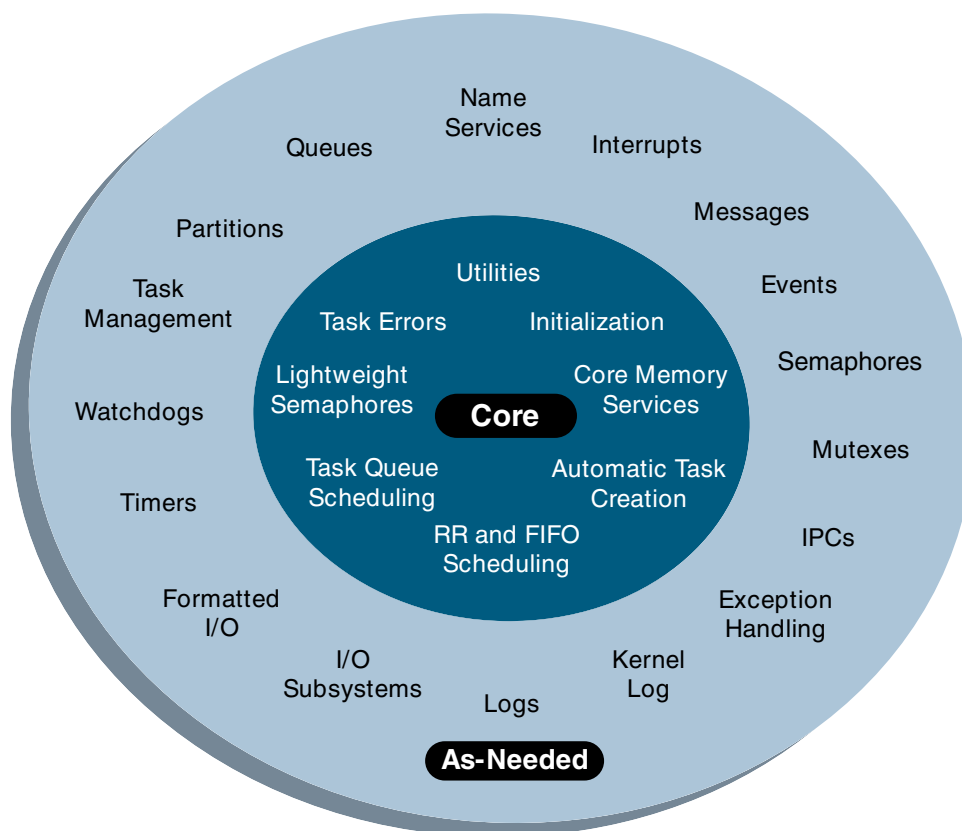 Name
Services
Queues
Interrupts
Messages
Partitions
Utilities
Events
Task
Management
Task Errors
Initialization
Semaphores
Lightweight
Semaphores
Core Memory
Services
Core
Watchdogs
Mutexes
Task Queue
Scheduling
Automatic Task
Creation
Timers
RR and FIFO
Scheduling
IPCs
Formatted
I/O
Exception
Handling
I/O
Subsystems
Kernel
Log
Logs
As-Needed